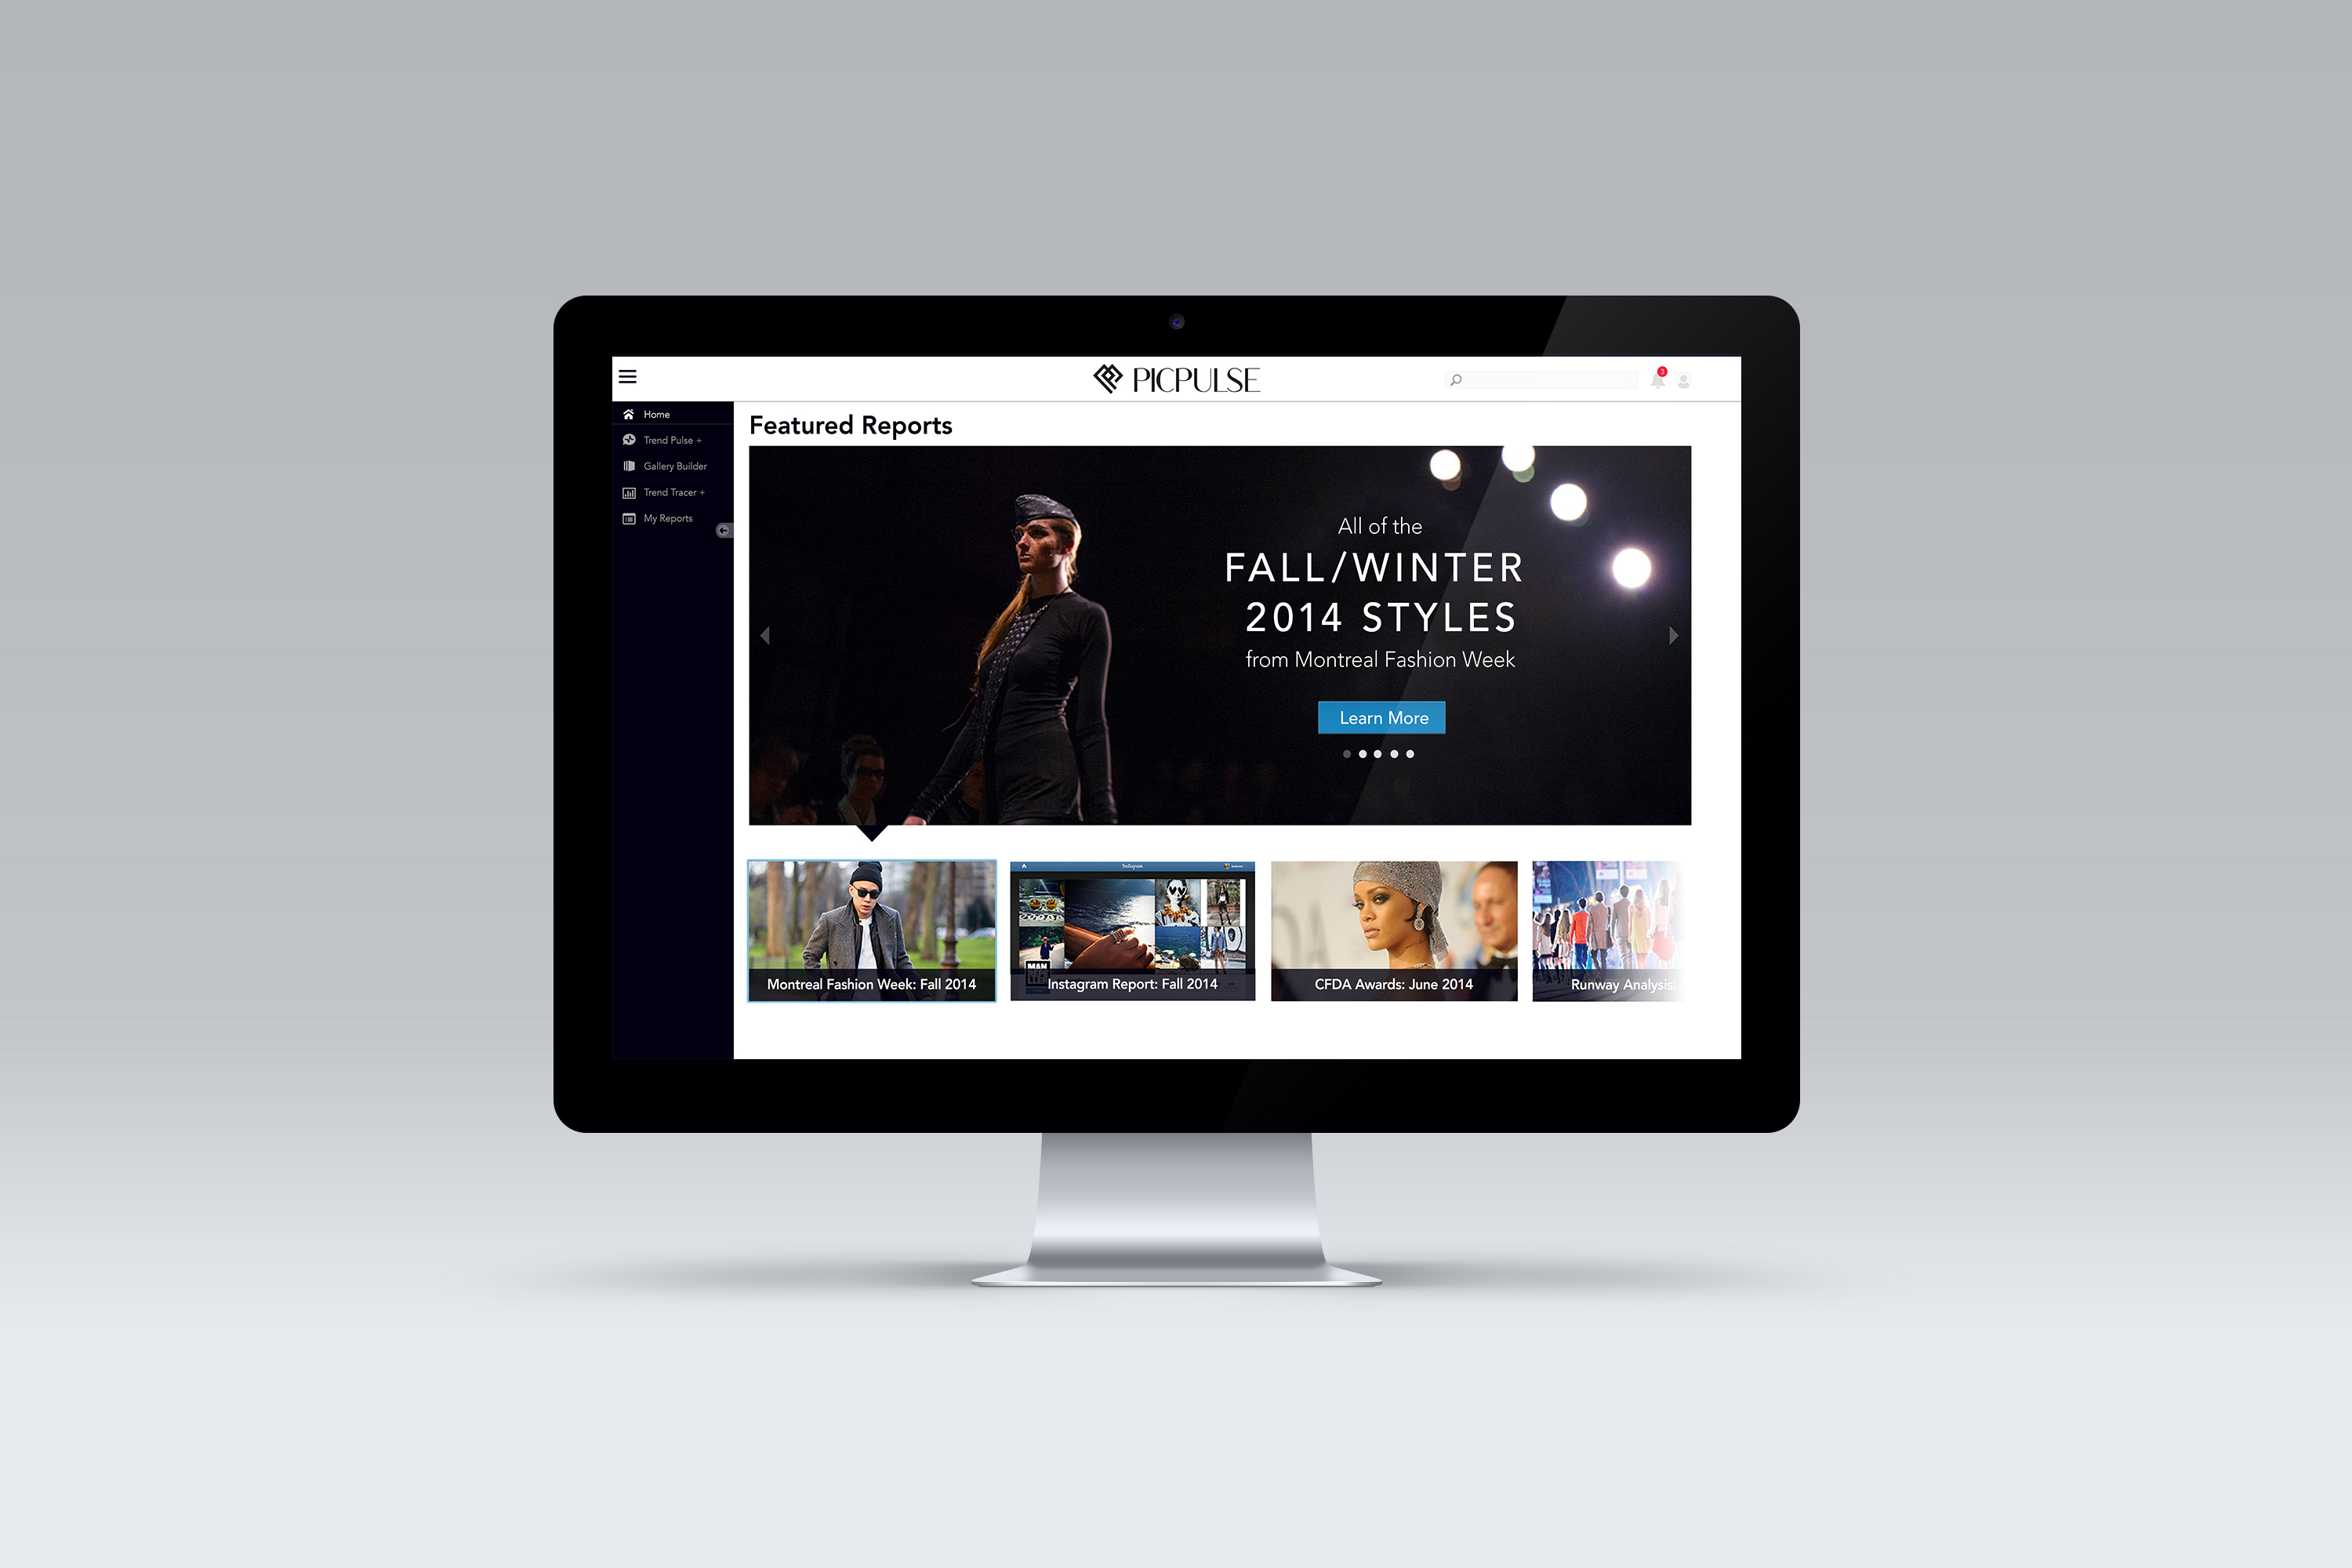 PICPULSE
3
Home
Trend Pulse +
Gallery Builder
Trend Tracer +
My Reports
Featured Reports
All of the
FALL/WINTER
2014 STYLES
from Montreal Fashion Week
Learn More
Montreal Fashion Week: Fall 2014
Instagram
MAN
Instagram Report: Fall 2014
CFDA Awards: June 2014
Runway Analysis: